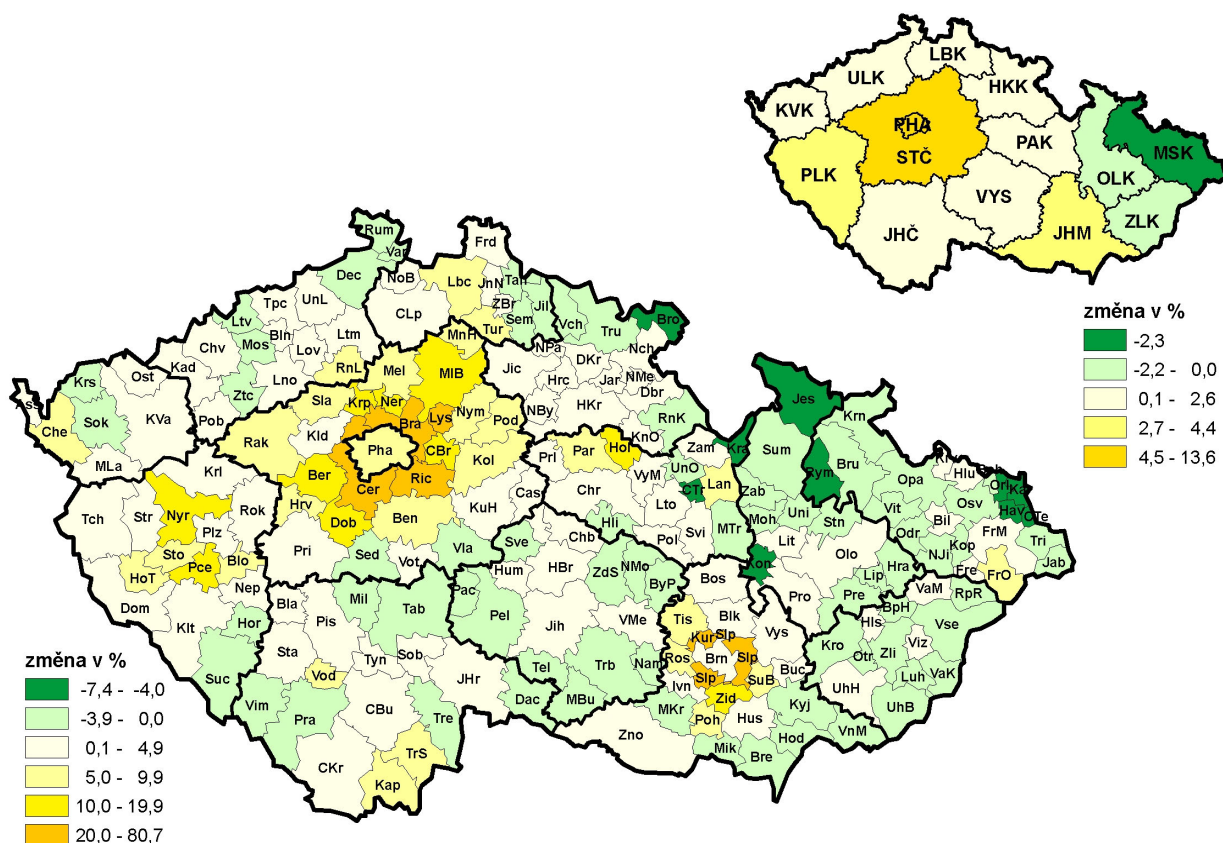 LBK
ULK
HKK
KVK
PHA
PAK
MSK
STČ
PLK
OLK
VYS
ZLK
JHČ
JHM
změna v %
-2,3
-2,2 - 0,0
0,1 - 2,6
2,7 - 4,4
4,5 - 13,6
Rum
Var
Frd
Dec
NoB
Lbc
JnN
Tan
ZBr
Jil
Sem
Tpc
UnL
CLp
Vch
Bro
Tru
Ltv
Mos
Bln
Lov
Ltm
Tur
MnH
Chv
Kad
NPa
Nch
DKr
Ost
Krs
Lno
RnL
Mel
MlB
Jic
Hrc
Jar
NMe
Dbr
Ztc
Sla
Krp
Ner
Jes
Krn
Ass
Sok
KVa
Pob
Che
Bra
Lys
Nym
Pod
NBy
HKr
RnK
Rak
Kld
KnO
MLa
Pha
CBr
Kol
Par
Hol
Zam
Kra
Sum
Rym
Bru
Hlu
Krl
Ber
Cer
Ric
Prl
VyM
UnO
CTr
Lan
Opa
Orl
Kar
Hav
CTe
Nyr
Tch
Str
Rok
Plz
Hrv
Dob
Ben
KuH
Cas
Chr
Lto
Zab
Osv
Vit
Moh
Uni
Stn
Bil
FrM
Tri
Sto
Pce
Blo
HoT
Pri
Sed
Vot
Vla
Chb
Hli
Pol
Svi
MTr
Lit
Olo
Odr
NJi
Kop
Jab
Sve
Hum
HBr
ZdS
NMo
Kon
Fre
FrO
Nep
Dom
Bla
Mil
Tab
Pac
ByP
Bos
Pro
Pre
Lip
Hra
VaM
RpR
Klt
Hor
Pis
Pel
Jih
VMe
Tis
Blk
Vys
Hls
BpH
Vse
Sta
Tyn
Sob
Kur
Slp
Brn
Slp
Kro
Otr
Zli
Viz
změna v %
-7,4 - -4,0
-3,9 - 0,0
0,1 - 4,9
5,0 - 9,9
10,0 - 19,9
20,0 - 80,7
Suc
Vod
JHr
Tel
Trb
Nam
Ros
Slp
SuB
Buc
Luh
VaK
Vim
Pra
CBu
Tre
Dac
MBu
Ivn
Zid
MKr
Poh
Hus
Kyj
UhH
UhB
Zno
Hod
VnM
Mik
Bre
CKr
TrS
Kap